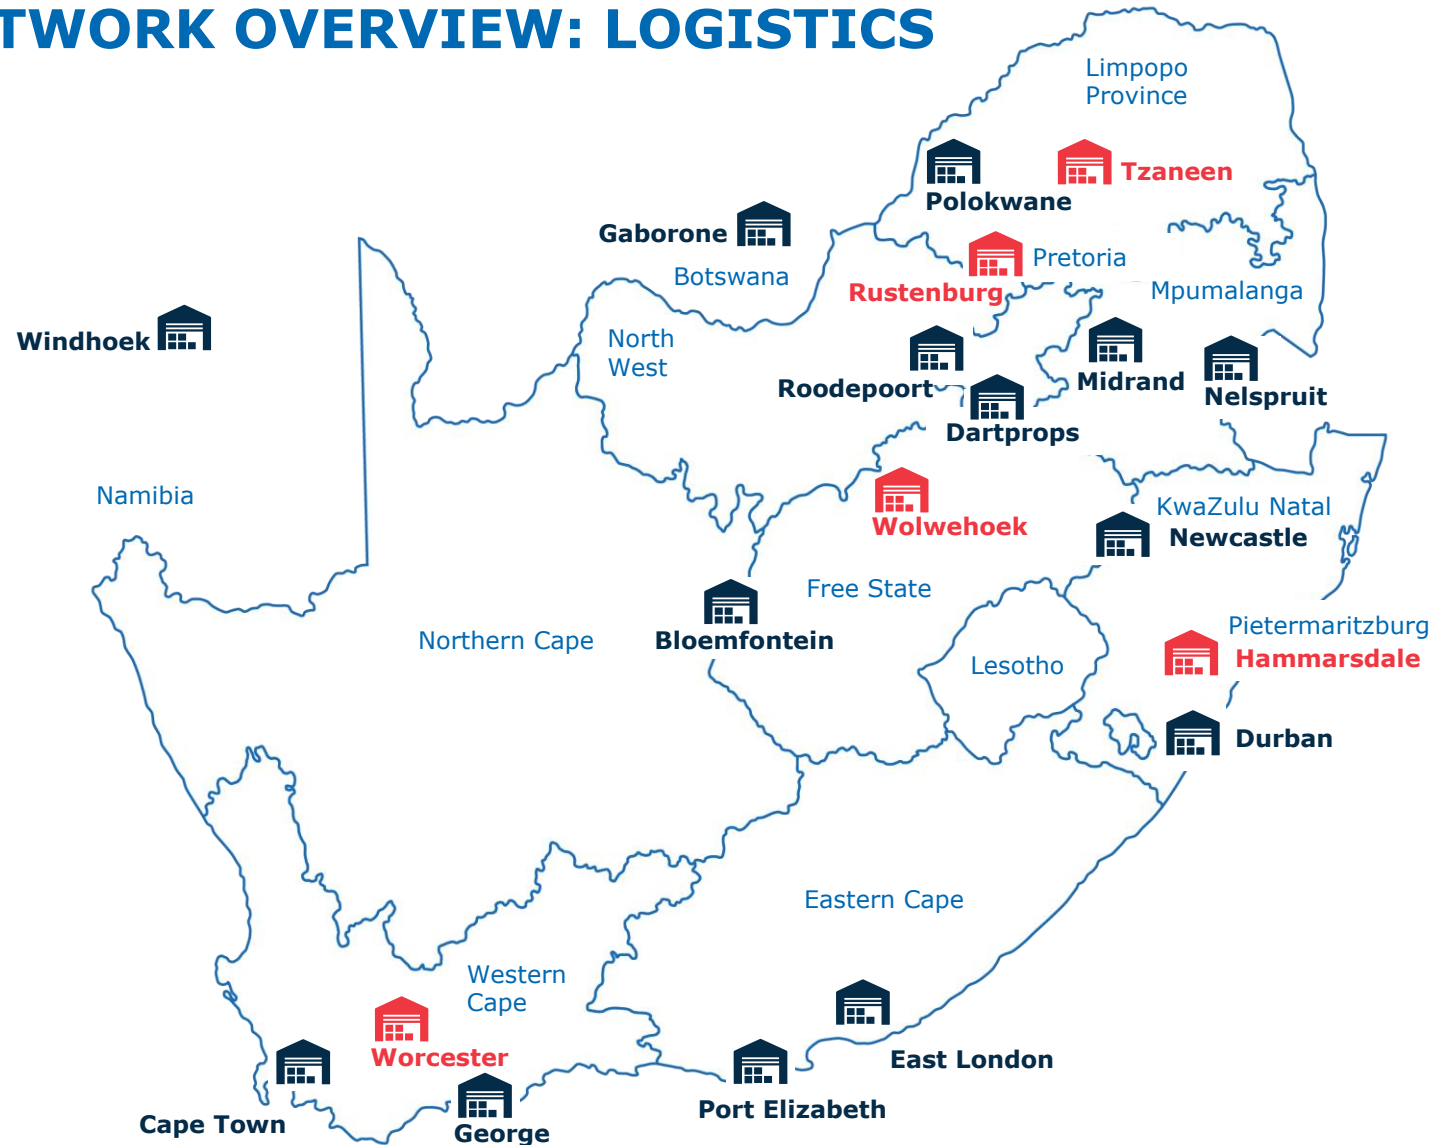 TWORK OVERVIEW: LOGISTICS
Limpopo
Province
Tzaneen
Polokwane
Gaborone
Botswana
Pretoria
Rustenburg
Mpumalanga
Windhoek
North
West
Roodepoort
Midrand
Nelspruit
Dartprops
Namibia
Wolwehoek
KwaZulu Natal
Newcastle
Free State
Northern Cape
Bloemfontein
Lesotho
Pietermaritzburg
Hammarsdale
Durban
Eastern Cape
Western
Cape
Worcester
East London
Cape Town
George
Port Elizabeth